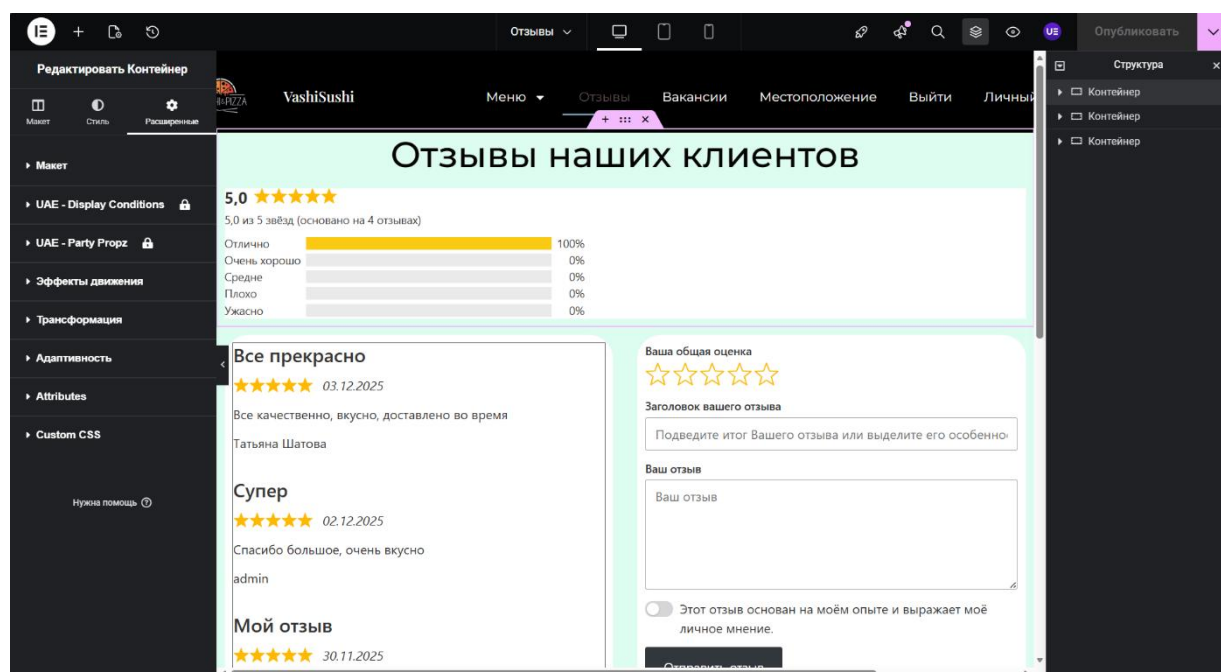 Отзывы
UE
Опубликовать
Редактировать Контейнер
Макет
Стиль
Расширенные
Макет
UAE - Display Conditions
UAE - Party Propz
Эффекты движения
Трансформация
Адаптивность
Attributes
Custom CSS
Нужна помощь
VashiSushi
Меню
Отзывы
Вакансии
Местоположение
Выйти
Личный
Отзывы наших клиентов
5,0
5,0 из 5 звёзд (основано на 4 отзывах)
Отлично 100%
Очень хорошо 0%
Средне 0%
Плохо 0%
Ужасно 0%
Все прекрасно
03.12.2025
Все качественно, вкусно, доставлено во время
Татьяна Шатова
Супер
02.12.2025
Спасибо большое, очень вкусно
admin
Мой отзыв
30.11.2025
Ваша общая оценка
Заголовок вашего отзыва
Подведите итог Вашего отзыва или выделите его особенно
Ваш отзыв
Ваш отзыв
Этот отзыв основан на моём опыте и выражает моё
личное мнение.
Отправить отзыв
Структура
Контейнер
Контейнер
Контейнер